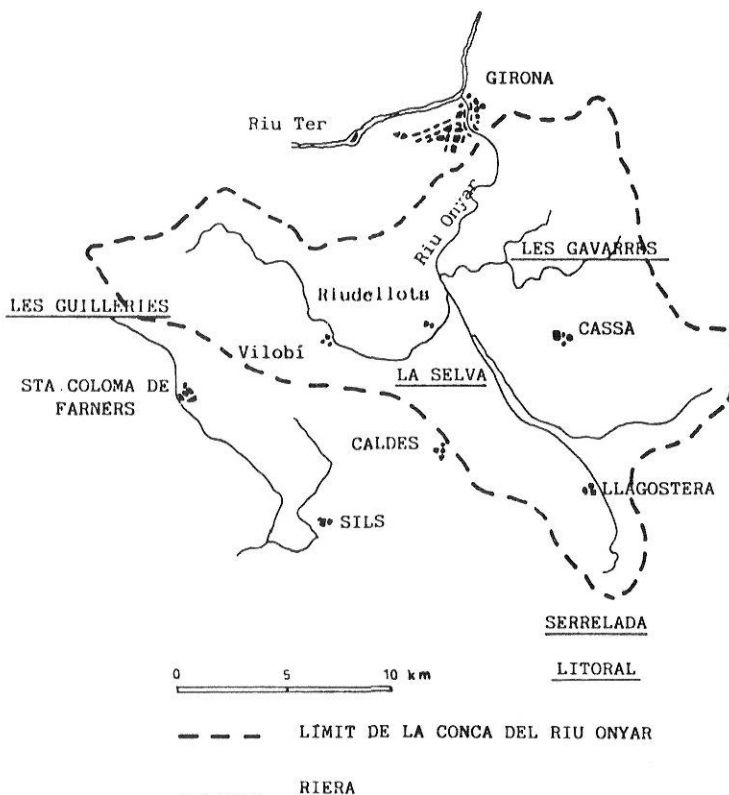 GIRONA
Riu Ter
Riu Onyar
LES GAVARRES
LES GUILLERIES
Riudellots
CASSA
Vilobí
LA SELVA
STA.COLOMA DE
FARNERS
CALDES
LLAGOSTERA
SILS
SERRELADA
LITORAL
0 5 10 km
LÍMIT DE LA CONCA DEL RIU ONYAR
RIERA